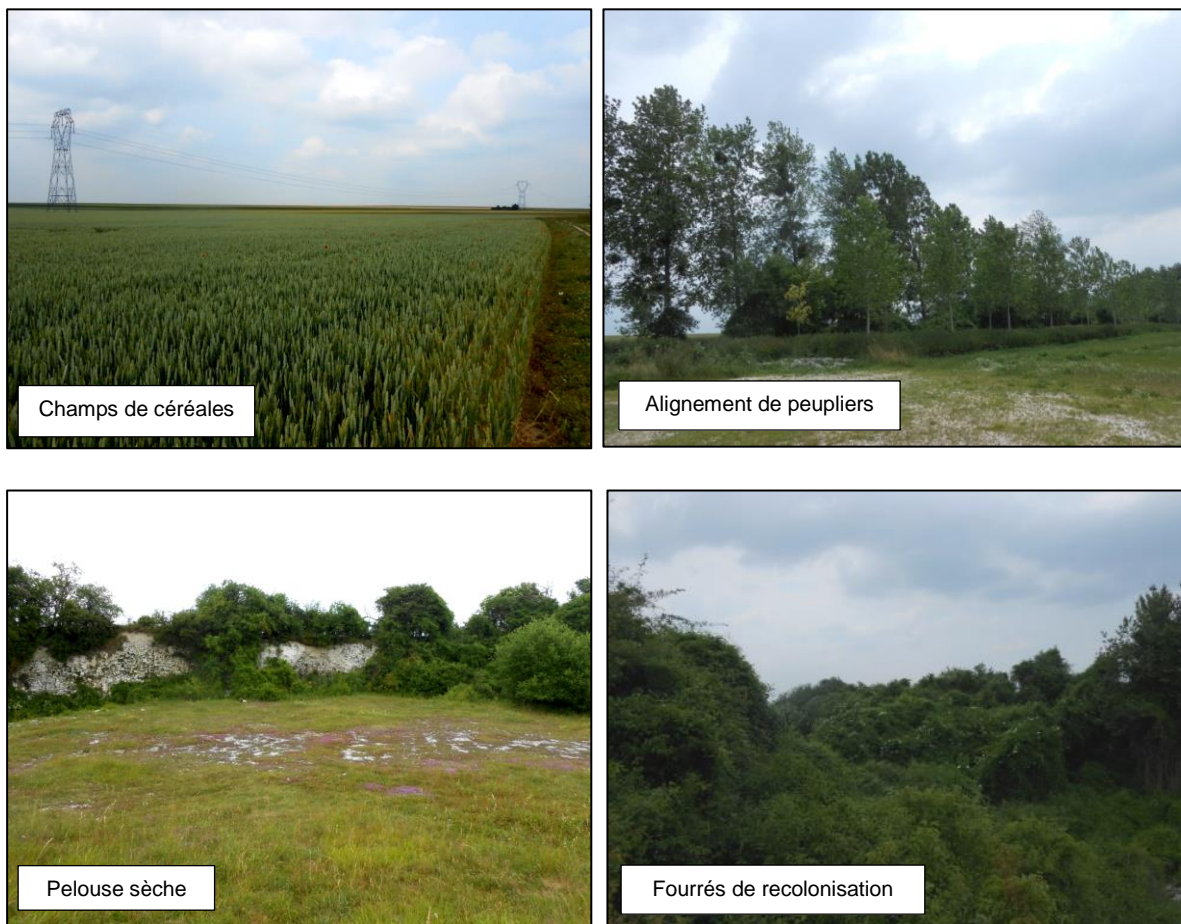 Champs de céréales
Alignement de peupliers
Pelouse sèche
Fourrés de recolonisation